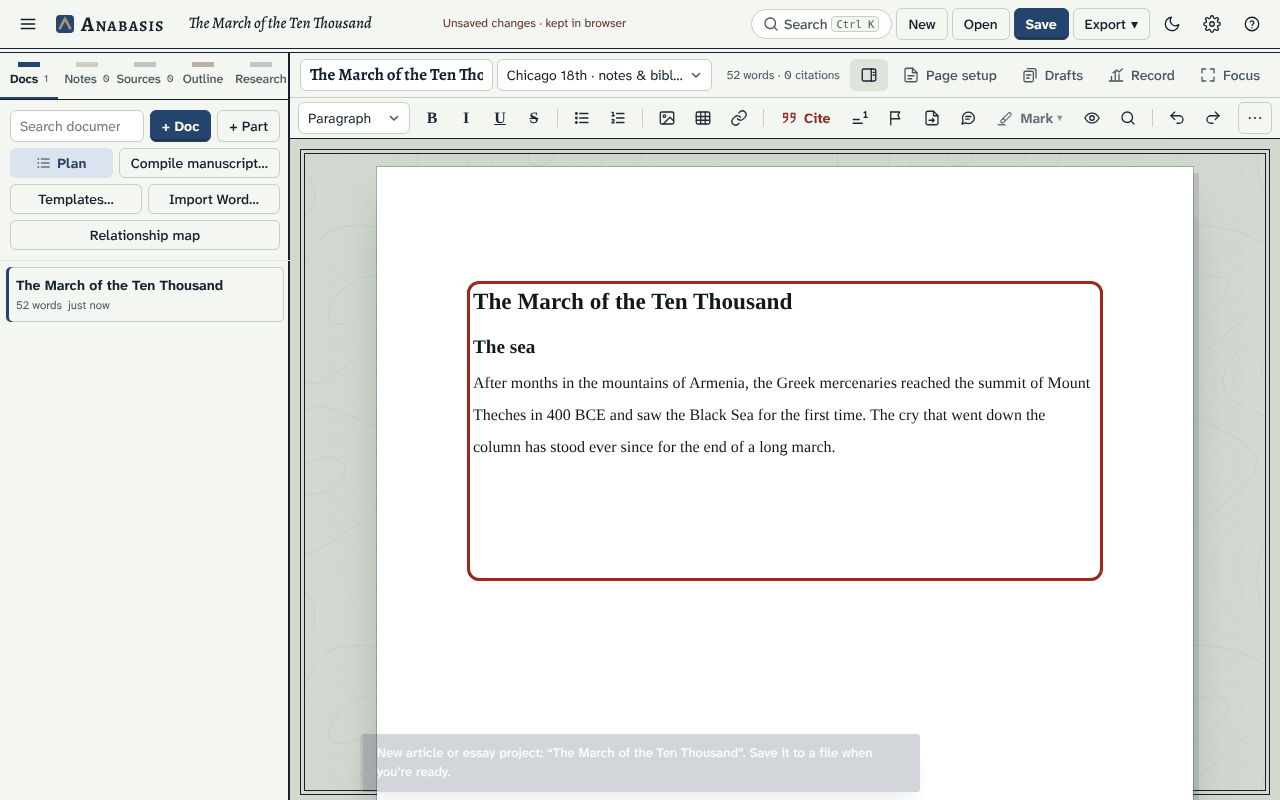 ANABASIS
The March of the Ten Thousand
Unsaved changes · kept in browser
Search Ctrl K
New
Open
Save
Export ▾
Docs 1
Notes 0
Sources 0
Outline
Research
The March of the Ten Tho
Chicago 18th · notes & bibl...
52 words · 0 citations
Page setup
Drafts
Record
Focus
Search documen
+ Doc
+ Part
Paragraph
B I U S
Cite
Mark ▾
Plan
Compile manuscript...
Templates...
Import Word...
Relationship map
The March of the Ten Thousand
52 words just now
The March of the Ten Thousand
The sea
After months in the mountains of Armenia, the Greek mercenaries reached the summit of Mount
Theches in 400 BCE and saw the Black Sea for the first time. The cry that went down the
column has stood ever since for the end of a long march.
New article or essay project: “The March of the Ten Thousand”. Save it to a file when
you’re ready.